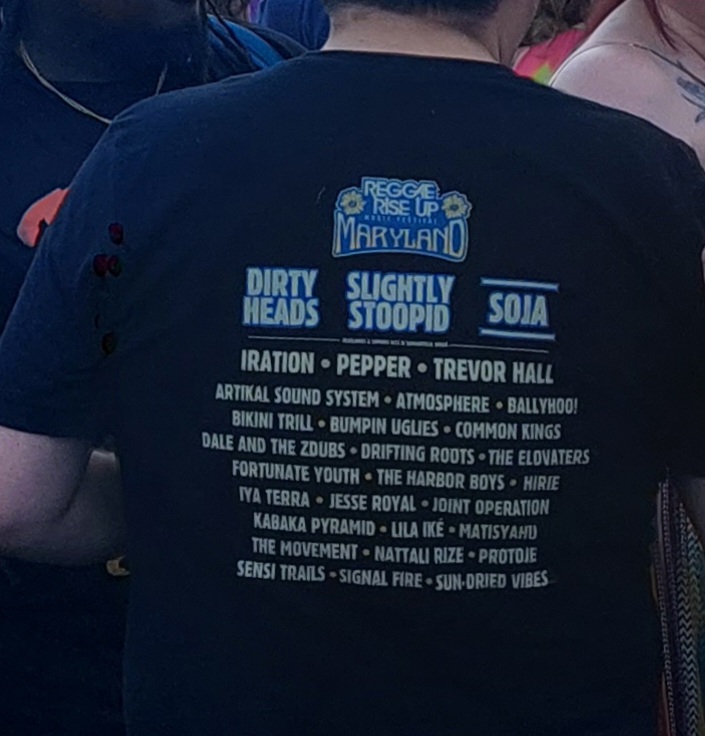 REGGAE
RISE UP
MUSIC FESTIVAL
MARYLAND
DIRTY HEADS SLIGHTLY STOOPID SOJA
IRATION • PEPPER • TREVOR HALL
ARTIKAL SOUND SYSTEM • ATMOSPHERE • BALLYHOO!
BIKINI TRILL • BUMPIN UGLIES • COMMON KINGS
DALE AND THE ZDUBS • DRIFTING ROOTS • THE ELOVATERS
FORTUNATE YOUTH • THE HARBOR BOYS • HIRIE
IYA TERRA • JESSE ROYAL • JOINT OPERATION
KABAKA PYRAMID • LILA IKÉ • MATISYAHU
THE MOVEMENT • NATTALI RIZE • PROTOJE
SENSI TRAILS • SIGNAL FIRE • SUN-DRIED VIBES